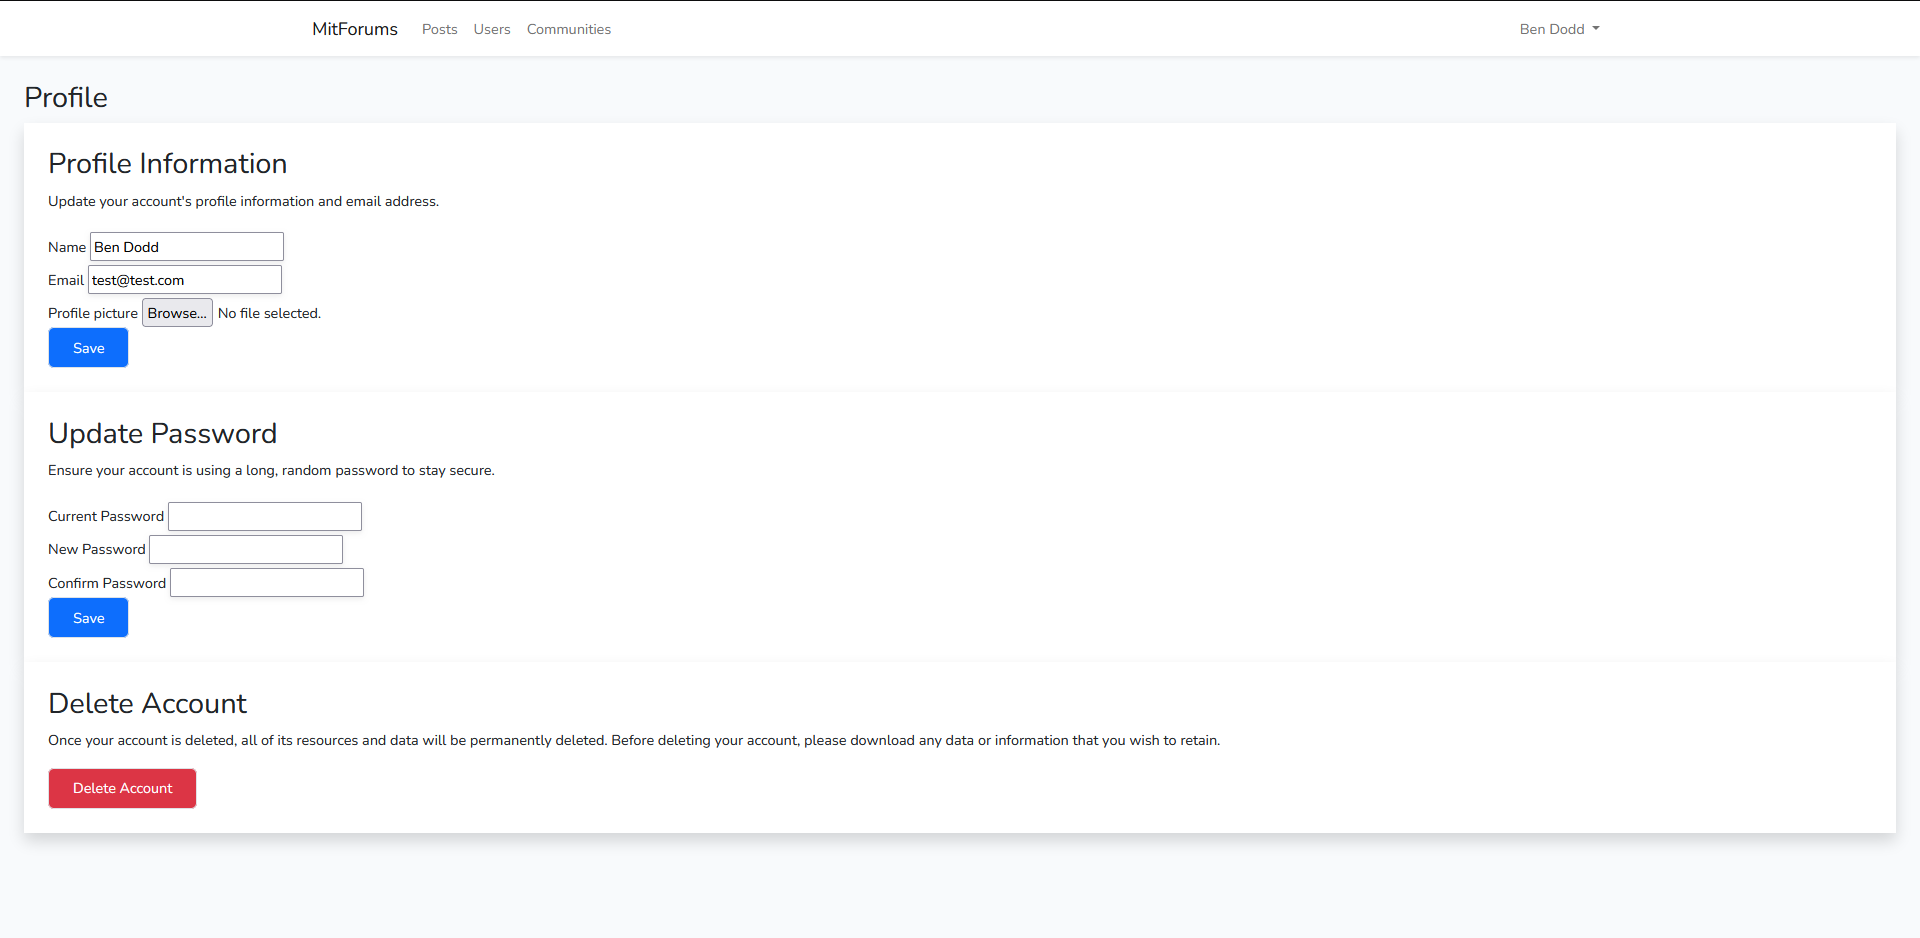 MitForums Posts Users Communities Ben Dodd
Profile
Profile Information
Update your account's profile information and email address.
Name Ben Dodd
Email test@test.com
Profile picture Browse... No file selected.
Save
Update Password
Ensure your account is using a long, random password to stay secure.
Current Password
New Password
Confirm Password
Save
Delete Account
Once your account is deleted, all of its resources and data will be permanently deleted. Before deleting your account, please download any data or information that you wish to retain.
Delete Account